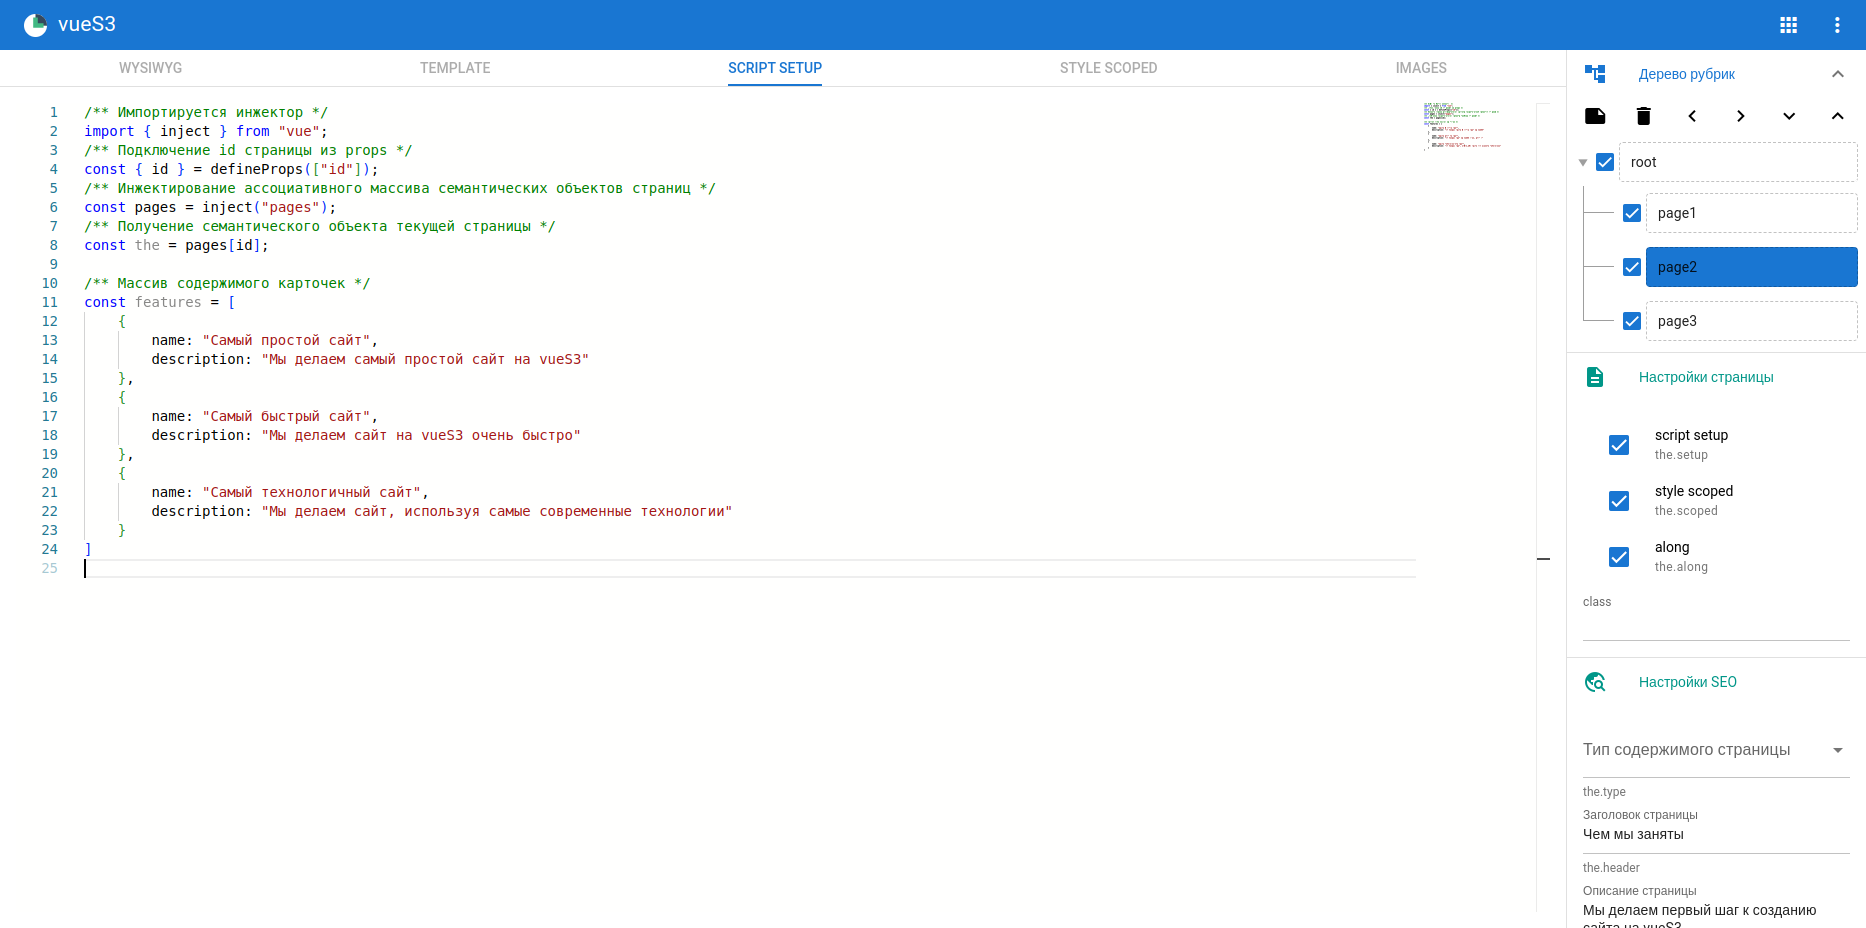 vueS3
WYSIWYG
TEMPLATE
SCRIPT SETUP
STYLE SCOPED
IMAGES
1 /** Импортируется инжектор */
2 import { inject } from "vue";
3 /** Подключение id страницы из props */
4 const { id } = defineProps(["id"]);
5 /** Инжектирование ассоциативного массива семантических объектов страниц */
6 const pages = inject("pages");
7 /** Получение семантического объекта текущей страницы */
8 const the = pages[id];
9
10 /** Массив содержимого карточек */
11 const features = [
12     {
13         name: "Самый простой сайт",
14         description: "Мы делаем самый простой сайт на vueS3"
15     },
16     {
17         name: "Самый быстрый сайт",
18         description: "Мы делаем сайт на vueS3 очень быстро"
19     },
20     {
21         name: "Самый технологичный сайт",
22         description: "Мы делаем сайт, используя самые современные технологии"
23     }
24 ]
25
Дерево рубрик
root
page1
page2
page3
Настройки страницы
script setup
the.setup
style scoped
the.scoped
along
the.along
class
Настройки SEO
Тип содержимого страницы
the.type
Заголовок страницы
Чем мы заняты
the.header
Описание страницы
Мы делаем первый шаг к созданию
сайта на vueS3